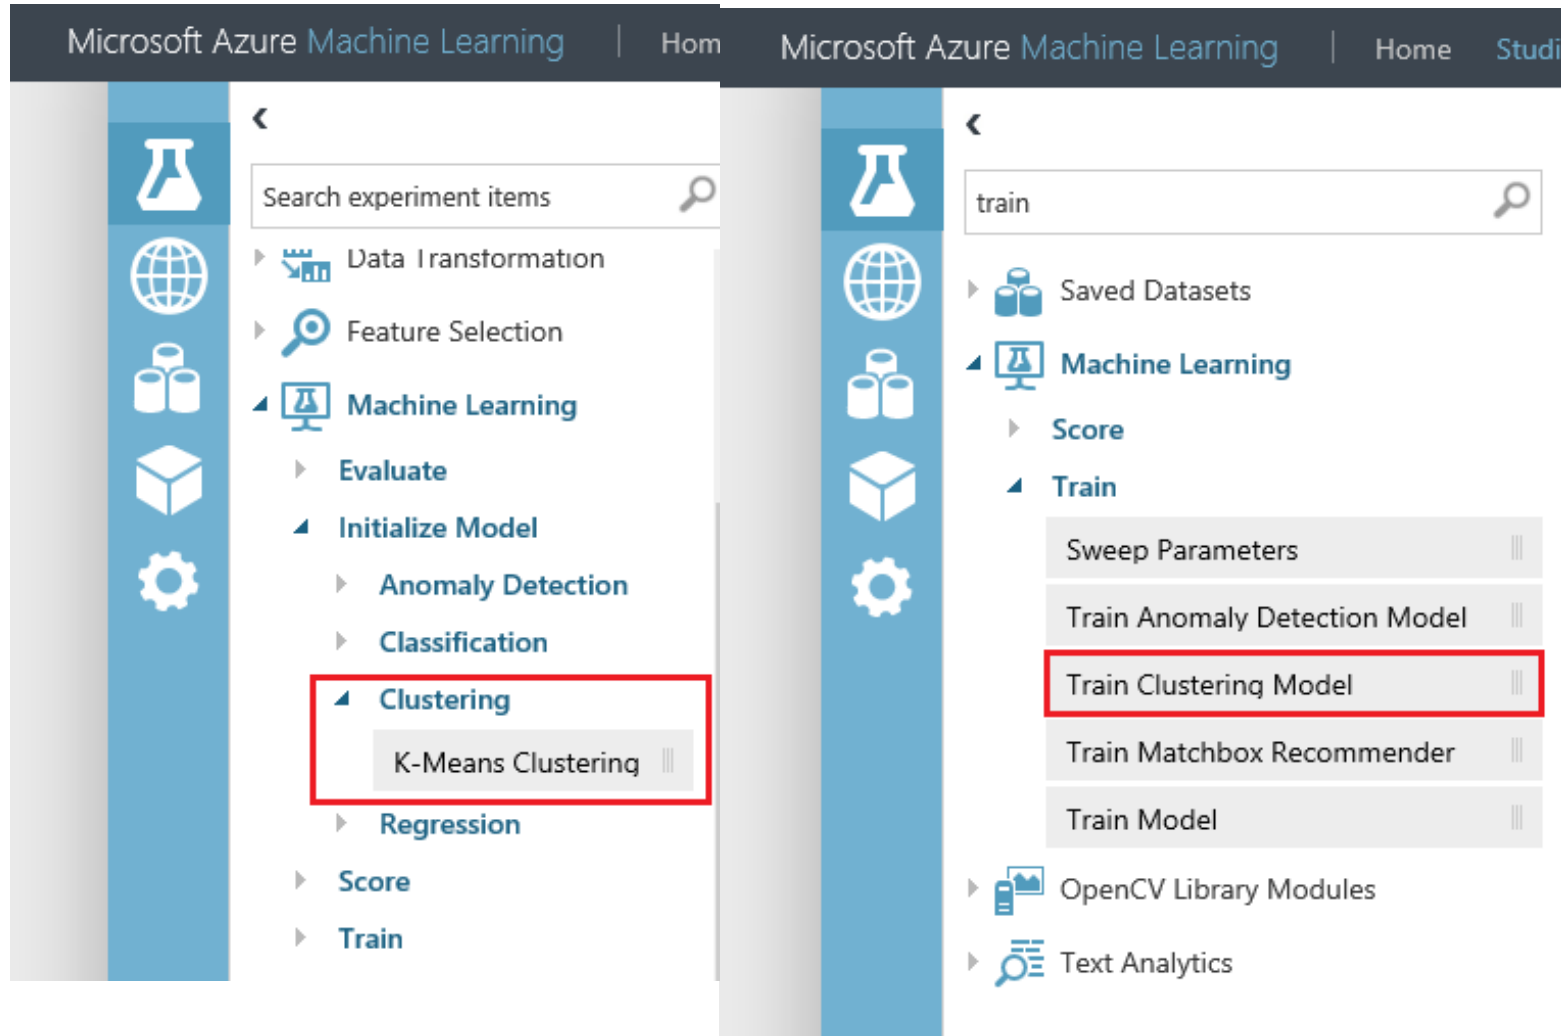 Microsoft Azure Machine Learning | Hom
Search experiment items
Data Transformation
Feature Selection
Machine Learning
Evaluate
Initialize Model
Anomaly Detection
Classification
Clustering
K-Means Clustering
Regression
Score
Train
Microsoft Azure Machine Learning | Home Studi
train
Saved Datasets
Machine Learning
Score
Train
Sweep Parameters
Train Anomaly Detection Model
Train Clustering Model
Train Matchbox Recommender
Train Model
OpenCV Library Modules
Text Analytics